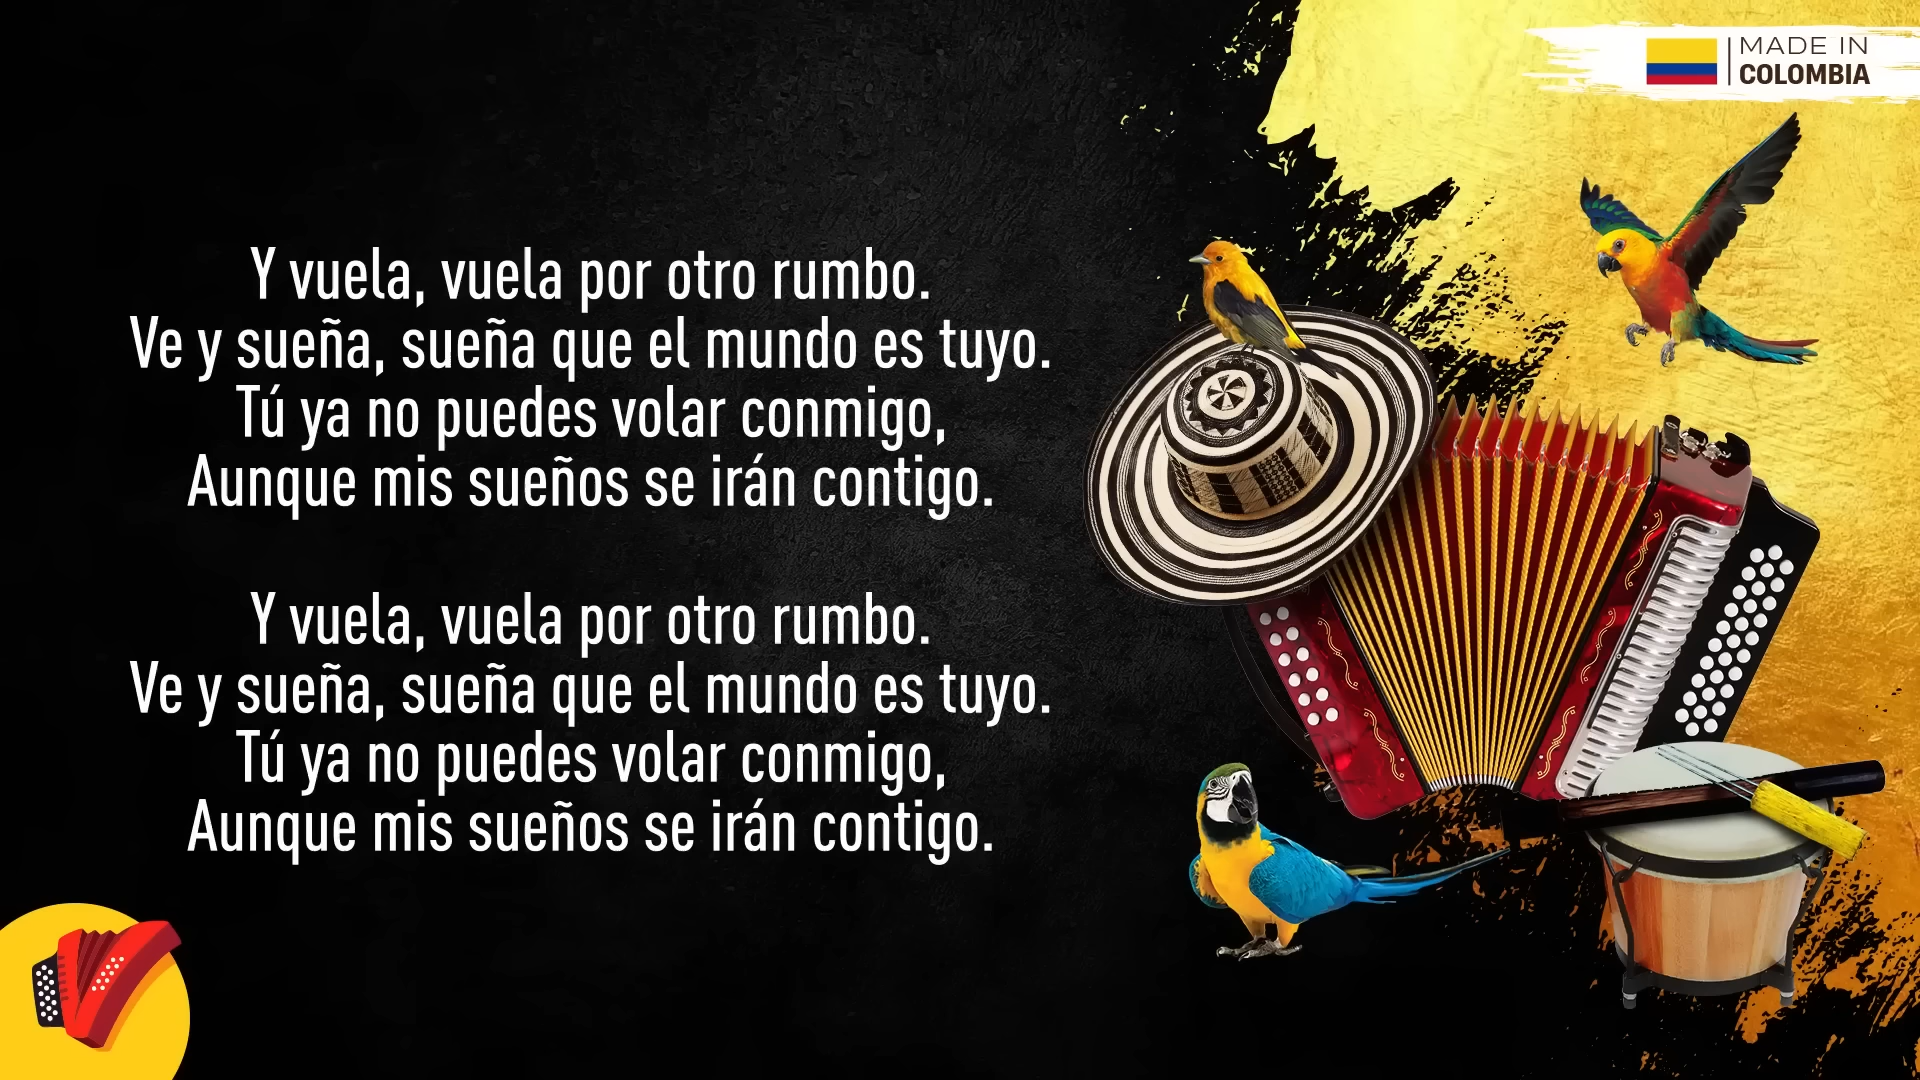 MADE IN
COLOMBIA
Y vuela, vuela por otro rumbo.
Ve y sueña, sueña que el mundo es tuyo.
Tú ya no puedes volar conmigo,
Aunque mis sueños se irán contigo.
Y vuela, vuela por otro rumbo.
Ve y sueña, sueña que el mundo es tuyo.
Tú ya no puedes volar conmigo,
Aunque mis sueños se irán contigo.